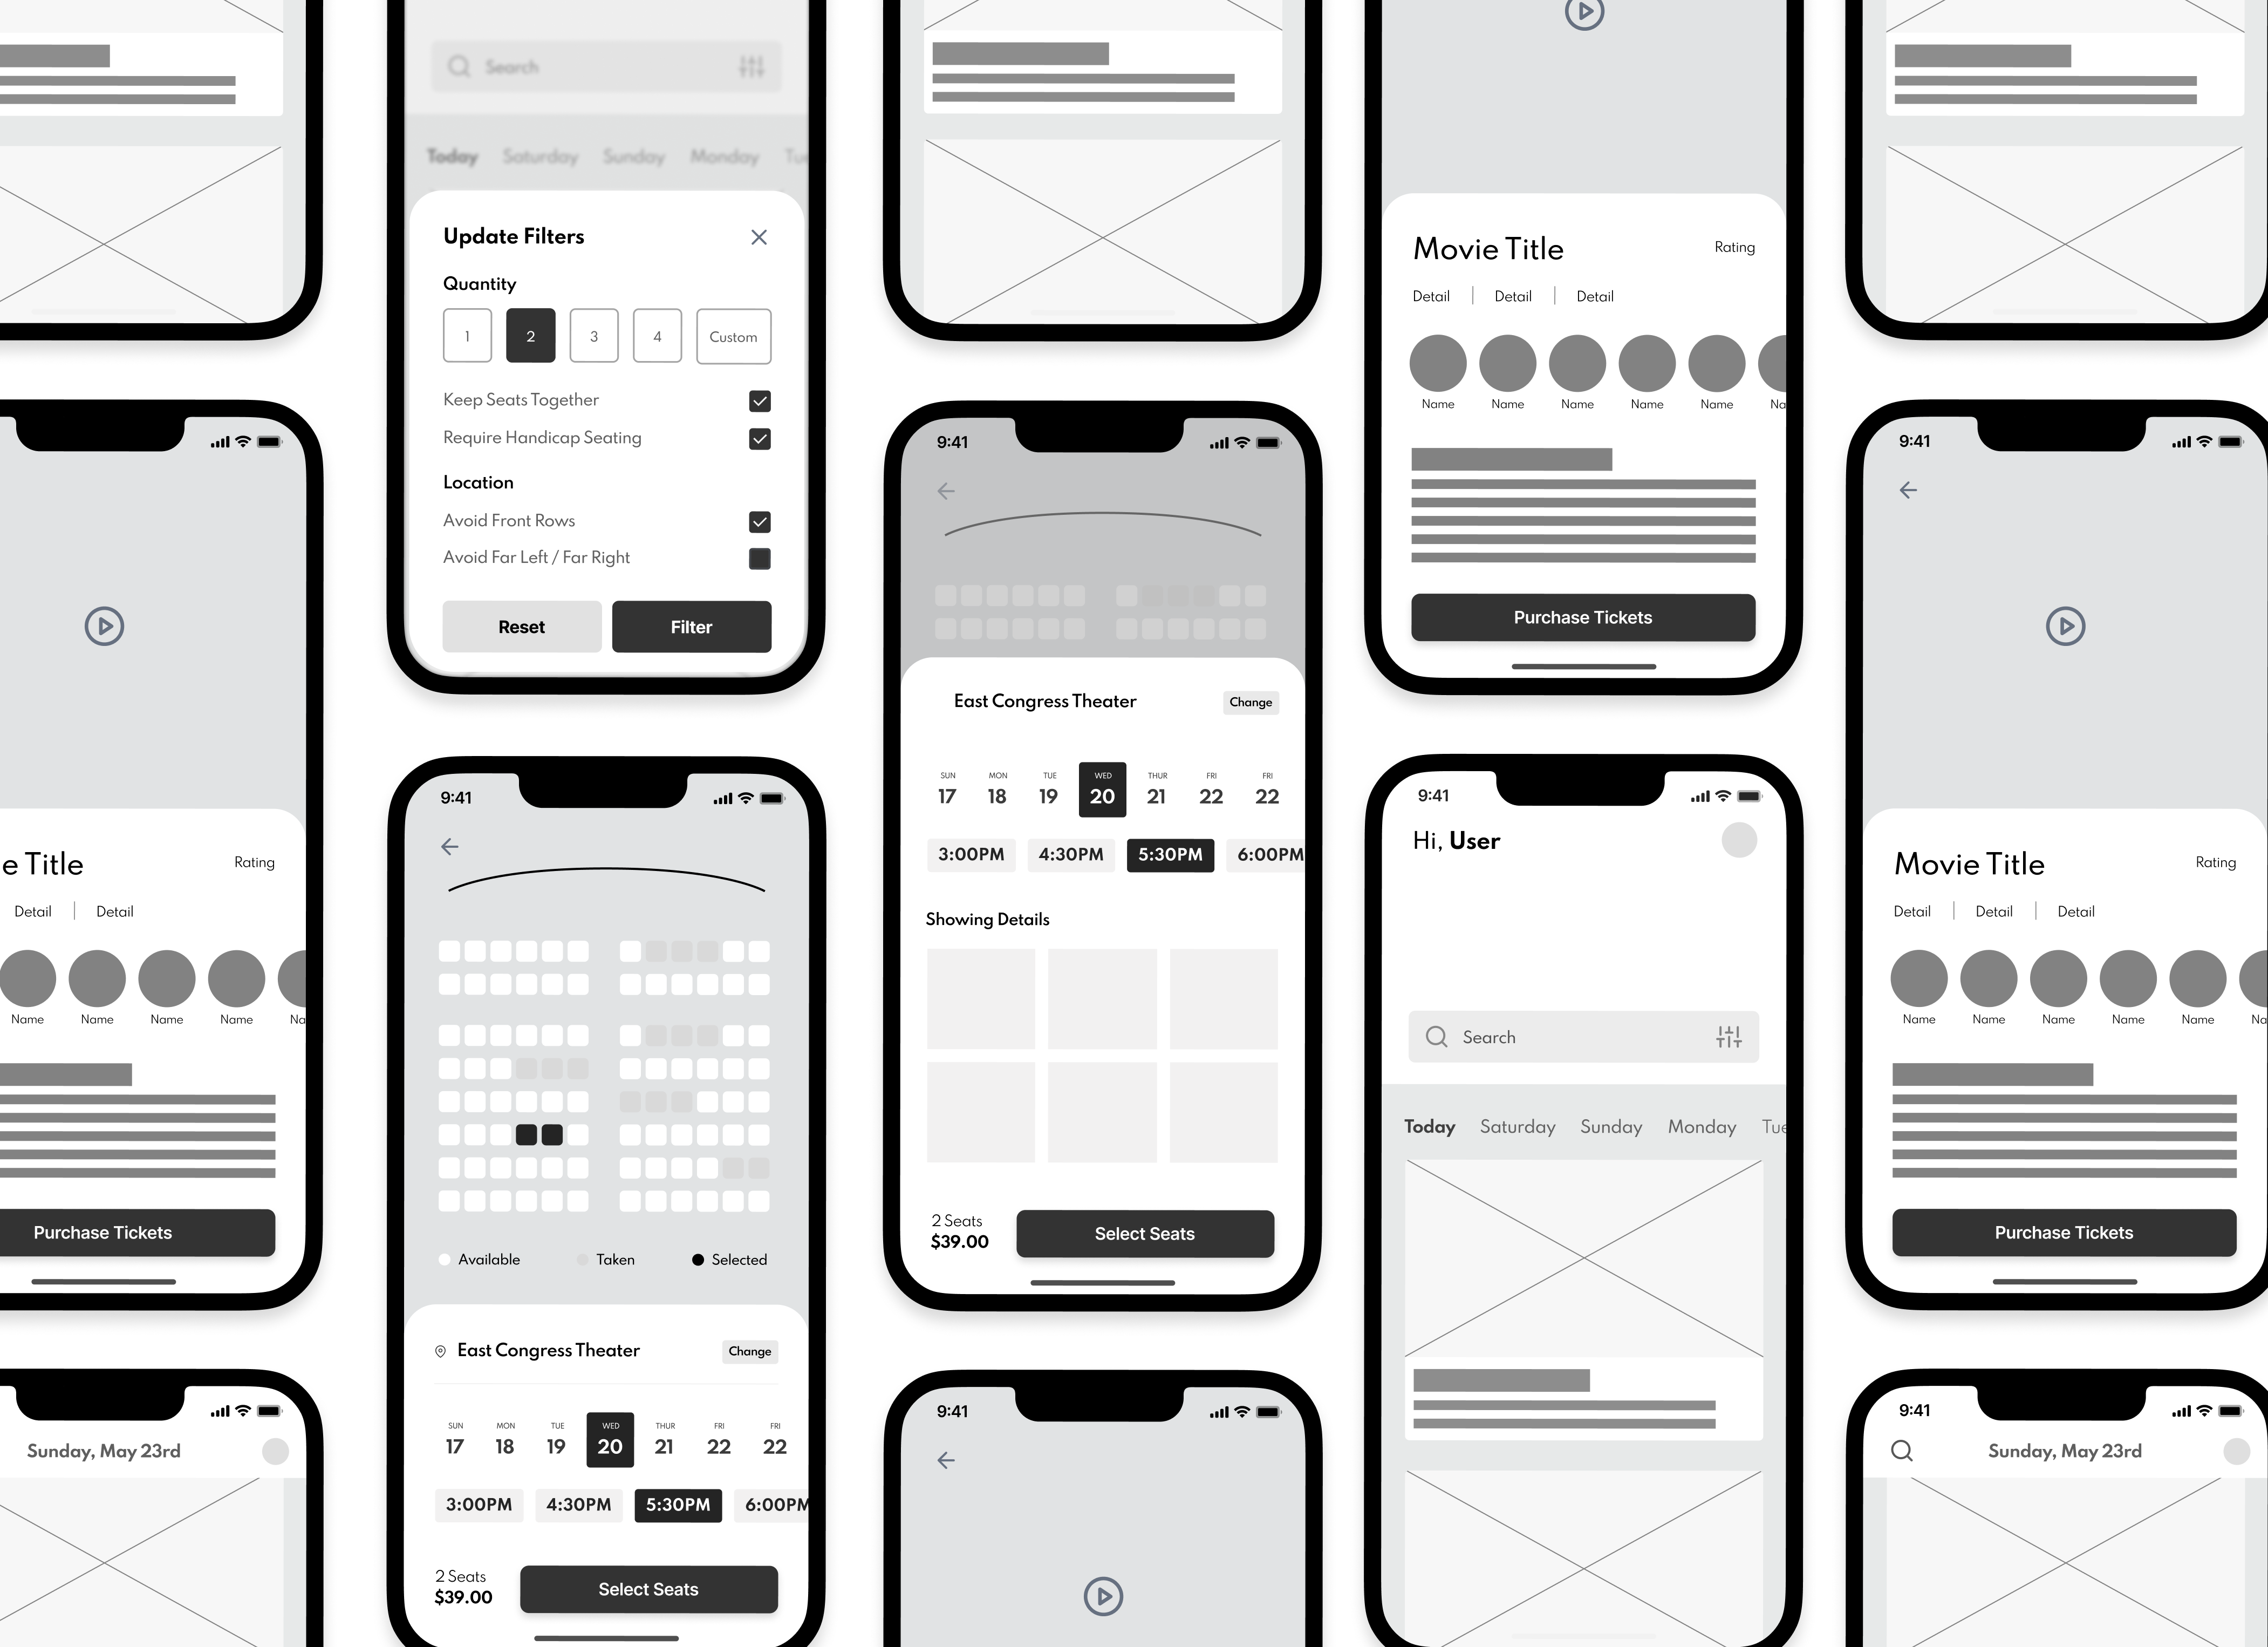 e Title
Rating
Detail Detail
Name Name Name Name Na
Purchase Tickets
Sunday, May 23rd
Search
Today Saturday Sunday Monday Tue
Update Filters
Quantity
1 2 3 4 Custom
Keep Seats Together
Require Handicap Seating
Location
Avoid Front Rows
Avoid Far Left / Far Right
Reset Filter
9:41
Available Taken Selected
East Congress Theater Change
SUN MON TUE WED THUR FRI FRI
17 18 19 20 21 22 22
3:00PM 4:30PM 5:30PM 6:00PM
2 Seats
$39.00
Select Seats
9:41
East Congress Theater Change
SUN MON TUE WED THUR FRI FRI
17 18 19 20 21 22 22
3:00PM 4:30PM 5:30PM 6:00PM
Showing Details
2 Seats
$39.00
Select Seats
9:41
Movie Title
Rating
Detail Detail Detail
Name Name Name Name Name Na
Purchase Tickets
9:41
Hi, User
Search
Today Saturday Sunday Monday Tue
9:41
Movie Title
Rating
Detail Detail Detail
Name Name Name Name Name Na
Purchase Tickets
9:41
Sunday, May 23rd